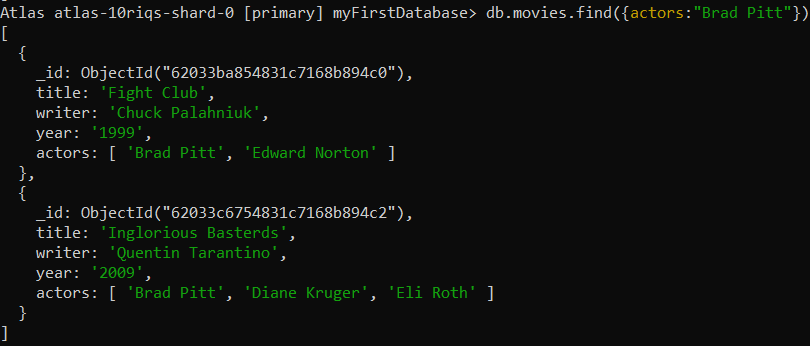 Atlas atlas-10riqs-shard-0 [primary] myFirstDatabase> db.movies.find({actors:"Brad Pitt"})
[
  {
    _id: ObjectId("62033ba854831c7168b894c0"),
    title: 'Fight Club',
    writer: 'Chuck Palahniuk',
    year: '1999',
    actors: [ 'Brad Pitt', 'Edward Norton' ]
  },
  {
    _id: ObjectId("62033c6754831c7168b894c2"),
    title: 'Inglorious Basterds',
    writer: 'Quentin Tarantino',
    year: '2009',
    actors: [ 'Brad Pitt', 'Diane Kruger', 'Eli Roth' ]
  }
]